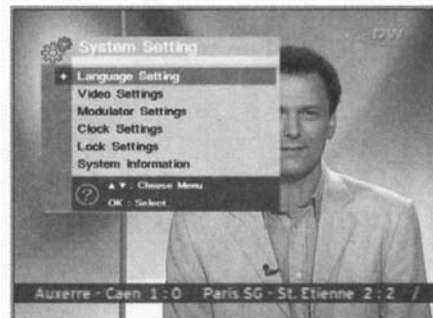 DW
System Setting
+ Language Setting
Video Settings
Modulator Settings
Clock Settings
Lock Settings
System Information
? ▲ ▼ : Choose Menu
OK : Select
Auxerre - Caen 1 : 0 Paris SG - St. Etienne 2 : 2 /